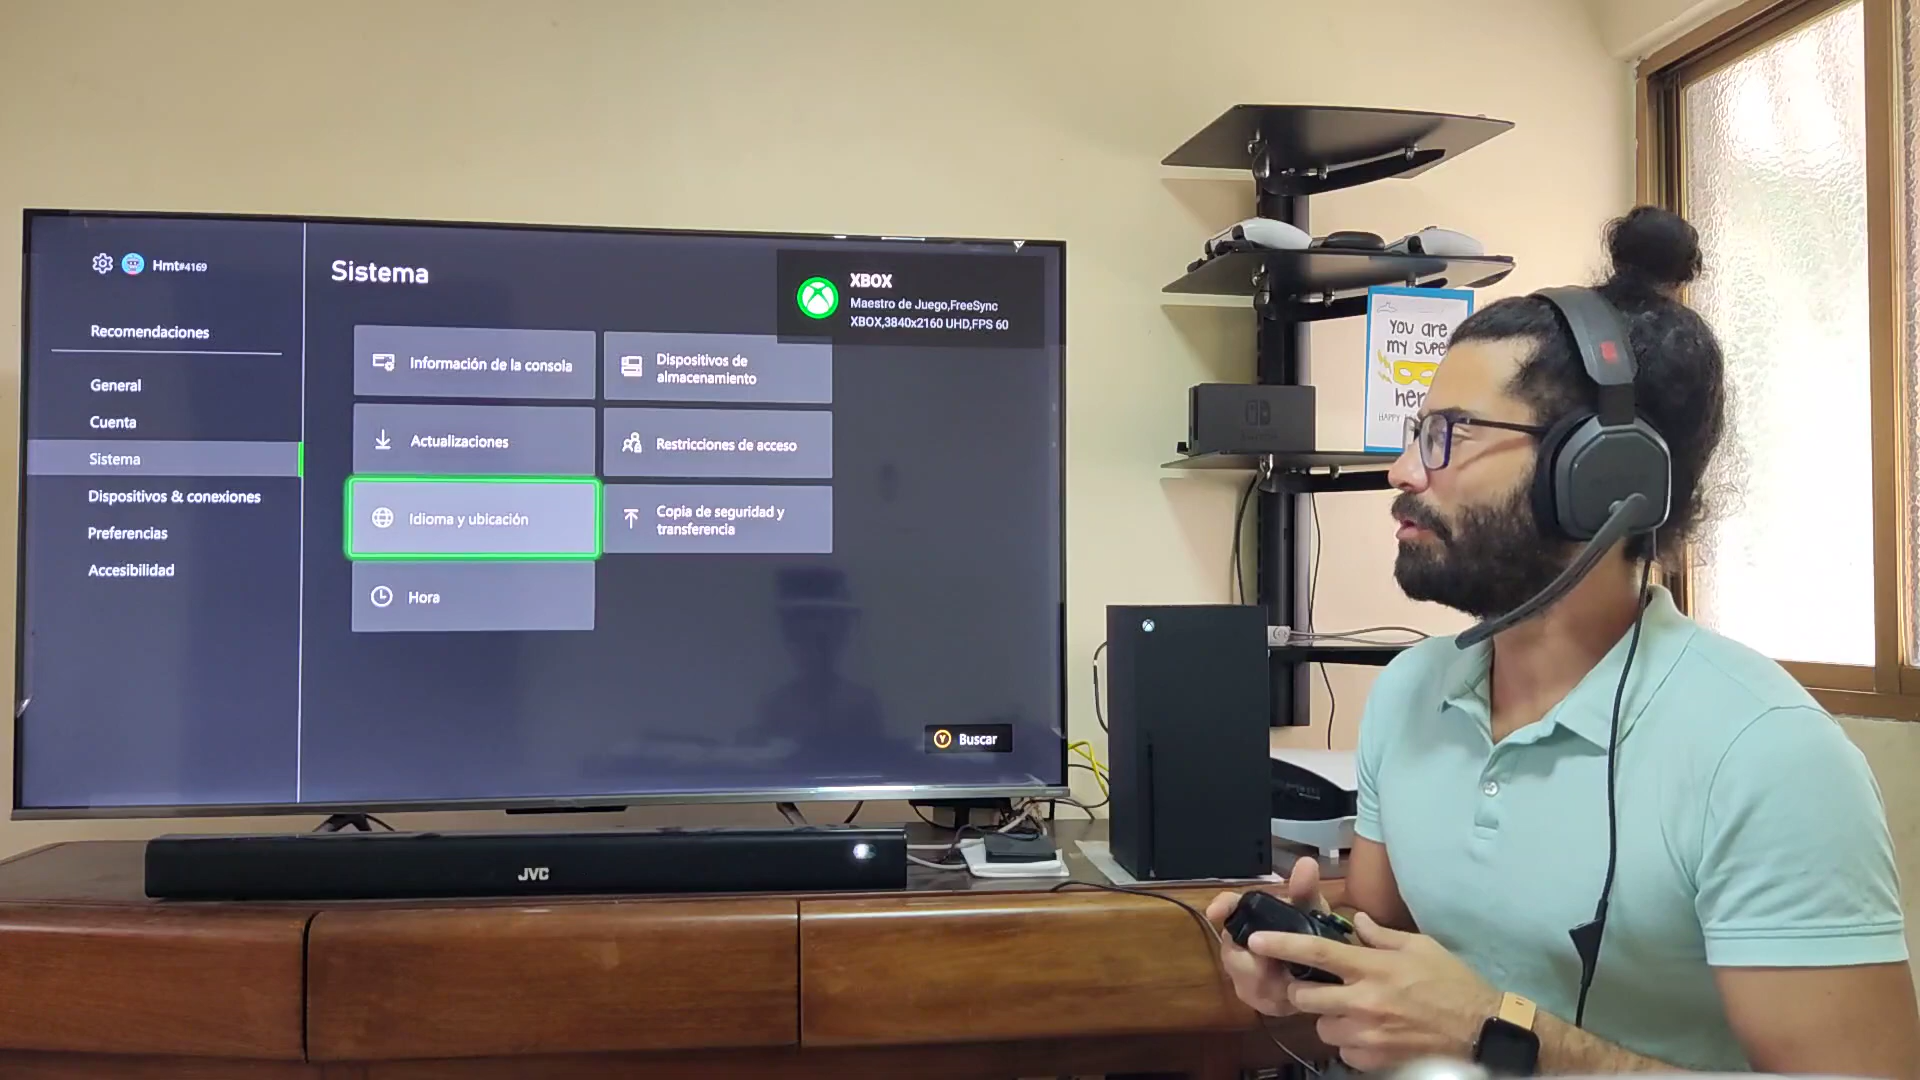 Hmt#4169
Recomendaciones
General
Cuenta
Sistema
Dispositivos & conexiones
Preferencias
Accesibilidad
Sistema
Información de la consola
Dispositivos de
almacenamiento
Actualizaciones
Restricciones de acceso
Idioma y ubicación
Copia de seguridad y
transferencia
Hora
XBOX
Maestro de Juego,FreeSync
XBOX,3840x2160 UHD,FPS 60
Y Buscar
JVC
YOU are
my supe
her
HAPPY